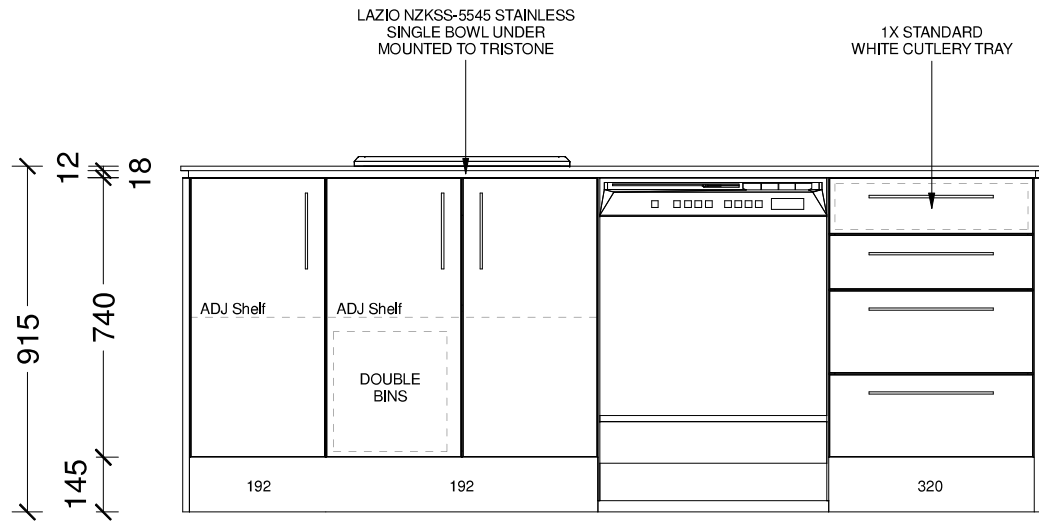 LAZIO NZKSS-5545 STAINLESS
SINGLE BOWL UNDER
MOUNTED TO TRISTONE
1X STANDARD
WHITE CUTLERY TRAY
12
18
915
740
145
ADJ Shelf
ADJ Shelf
DOUBLE
BINS
192
192
320